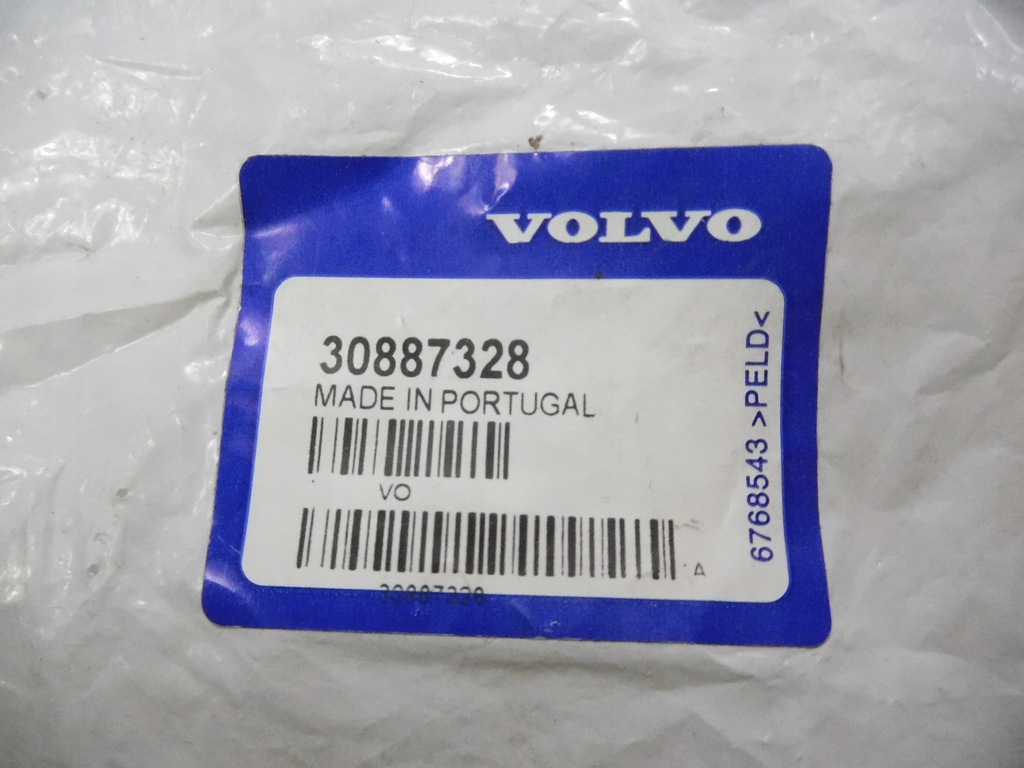 VOLVO
30887328
MADE IN PORTUGAL
VO
A
30887328
6768543 >PELD<